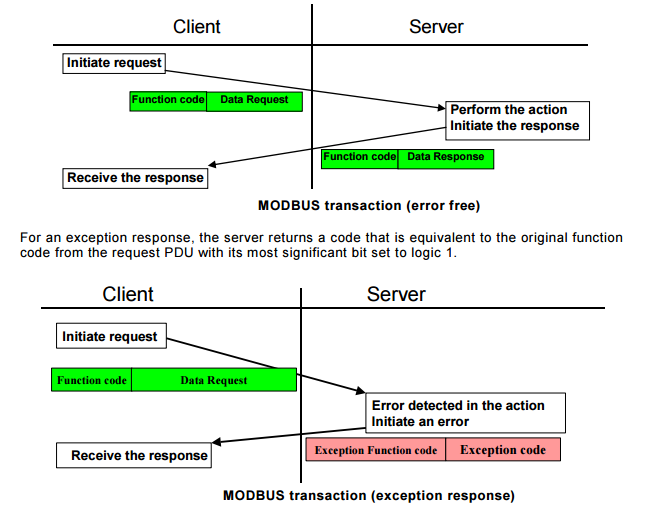 Client Server
Initiate request
Function code Data Request
Perform the action
Initiate the response
Function code Data Response
Receive the response
MODBUS transaction (error free)
For an exception response, the server returns a code that is equivalent to the original function
code from the request PDU with its most significant bit set to logic 1.
Client Server
Initiate request
Function code Data Request
Error detected in the action
Initiate an error
Exception Function code Exception code
Receive the response
MODBUS transaction (exception response)